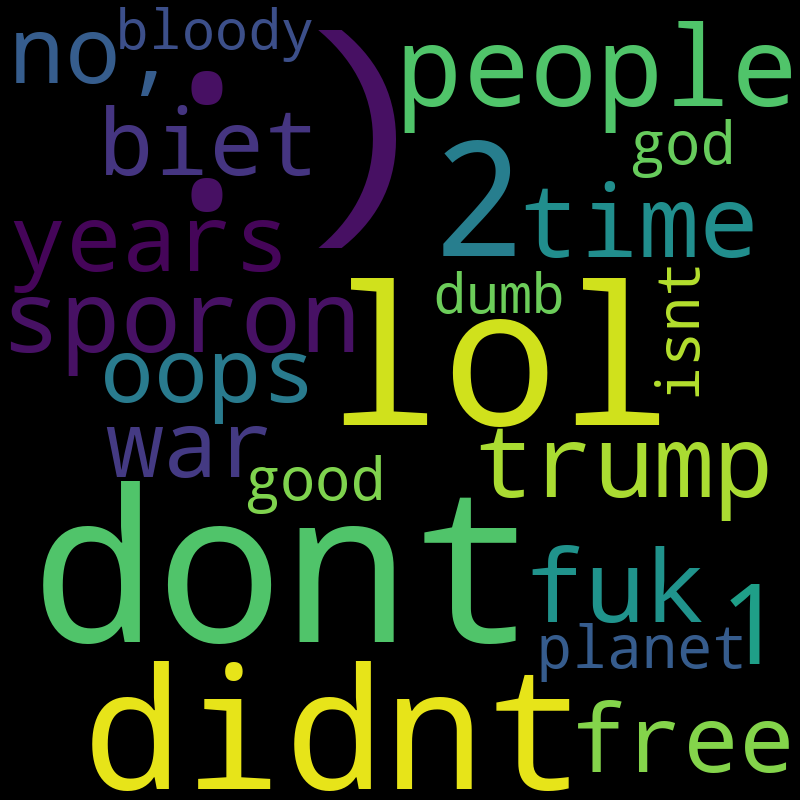 bloody
no,
:)
people
biet
god
2
time
years
sporon
dumb
isnt
lol
oops
war
trump
good
dont
fuk
1
planet
didnt
free